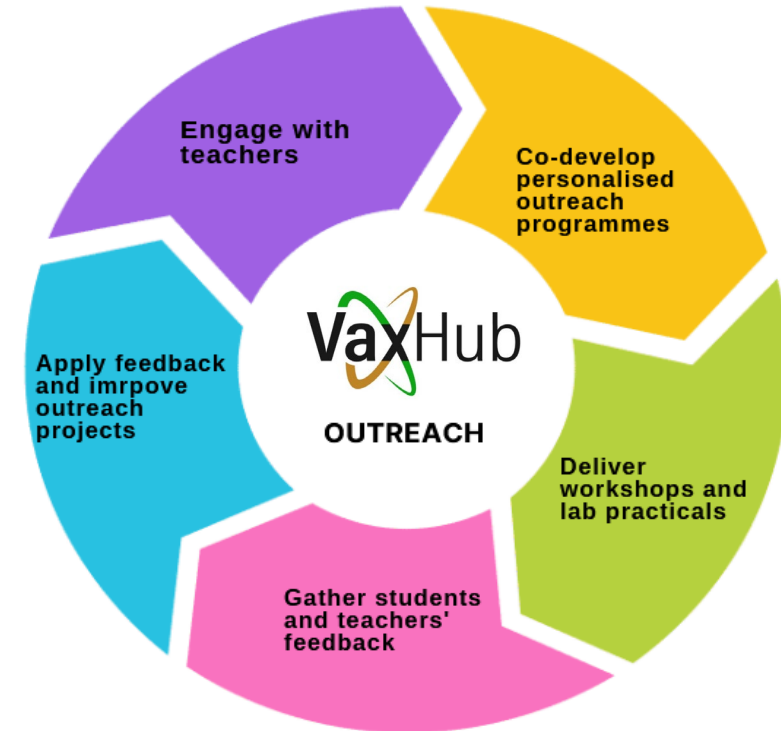 Engage with
teachers
Co-develop
personalised
outreach
programmes
Deliver
workshops and
lab practicals
Gather students
and teachers'
feedback
Apply feedback
and imrpove
outreach
projects
VaxHub
OUTREACH